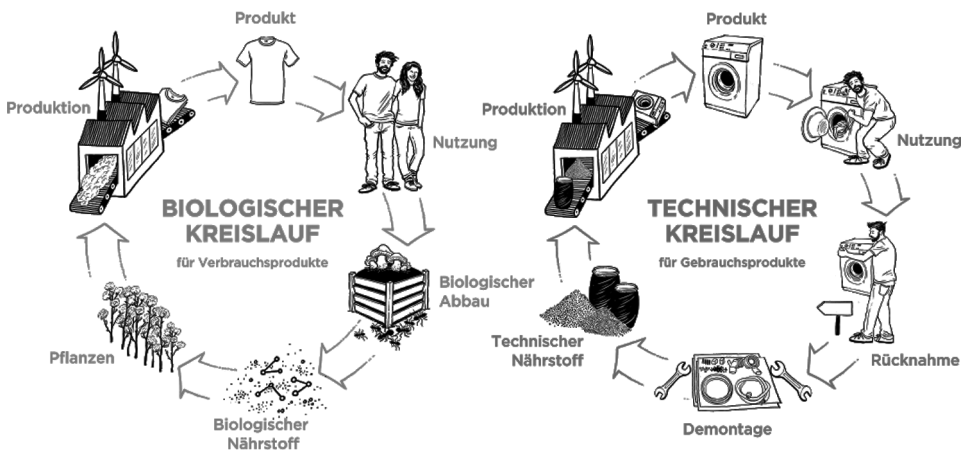 Produkt
Produktion
Nutzung
BIOLOGISCHER
KREISLAUF
für Verbrauchsprodukte
Biologischer
Abbau
Pflanzen
Biologischer
Nährstoff
Produkt
Produktion
Nutzung
TECHNISCHER
KREISLAUF
für Gebrauchsprodukte
Technischer
Nährstoff
Rücknahme
Demontage